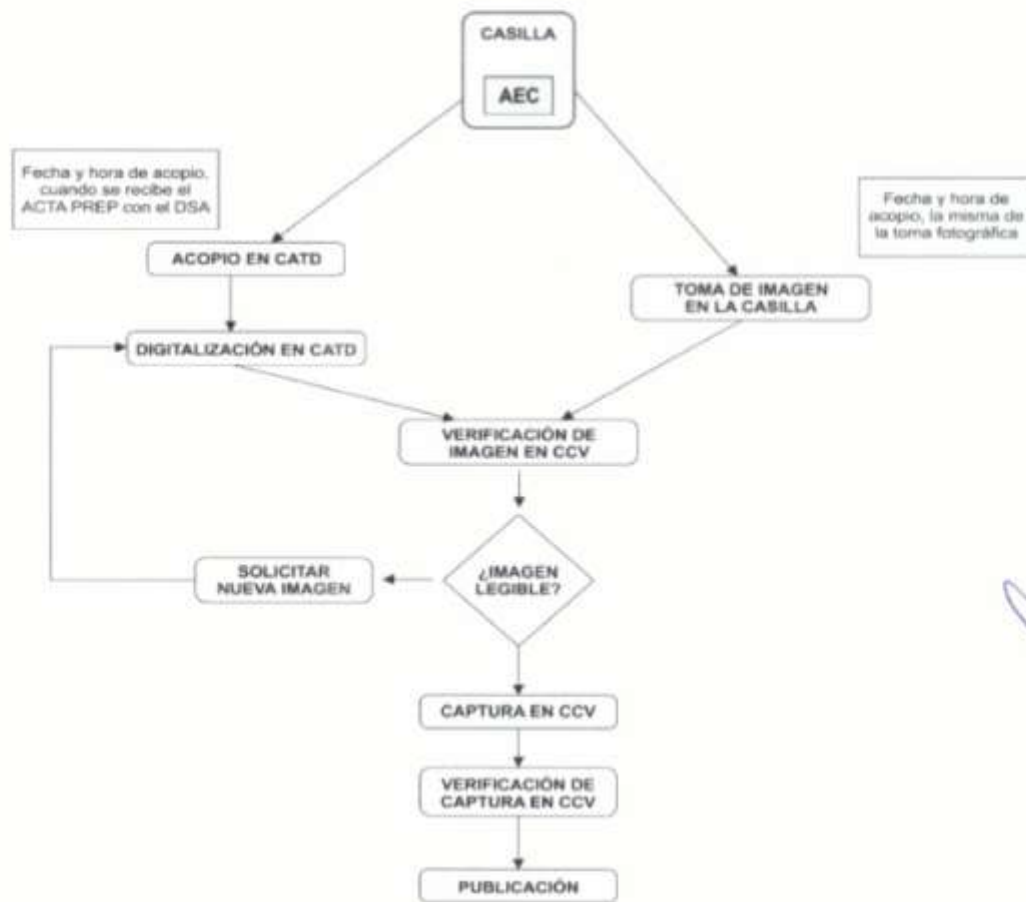 CASILLA
AEC
Fecha y hora de acopio,
cuando se recibe el
ACTA PREP con el DSA
Fecha y hora de
acopio, la misma de
la toma fotográfica
ACOPIO EN CATD
TOMA DE IMAGEN
EN LA CASILLA
DIGITALIZACIÓN EN CATD
VERIFICACIÓN DE
IMAGEN EN CCV
SOLICITAR
NUEVA IMAGEN
¿IMAGEN
LEGIBLE?
CAPTURA EN CCV
VERIFICACIÓN DE
CAPTURA EN CCV
PUBLICACIÓN